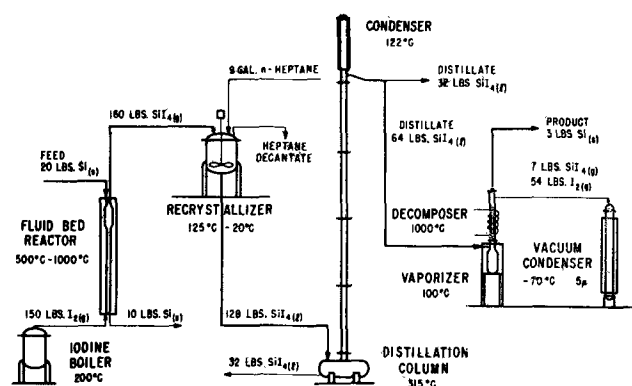 CONDENSER
122°C
9 GAL. n-HEPTANE
DISTILLATE
32 LBS. SiI₄(ℓ)
160 LBS. SiI₄(g)
DISTILLATE
64 LBS. SiI₄(ℓ)
PRODUCT
3 LBS Si(s)
FEED
20 LBS. Si(s)
HEPTANE
DECANTATE
7 LBS. SiI₄(g)
54 LBS. I₂(g)
RECRYSTALLIZER
125°C - 20°C
DECOMPOSER
1000°C
FLUID BED
REACTOR
500°C-1000°C
VACUUM
CONDENSER
-70°C 5μ
VAPORIZER
100°C
150 LBS. I₂(g)
10 LBS. Si(s)
128 LBS. SiI₄(ℓ)
IODINE
BOILER
200°C
32 LBS. SiI₄(ℓ)
DISTILLATION
COLUMN
315°C